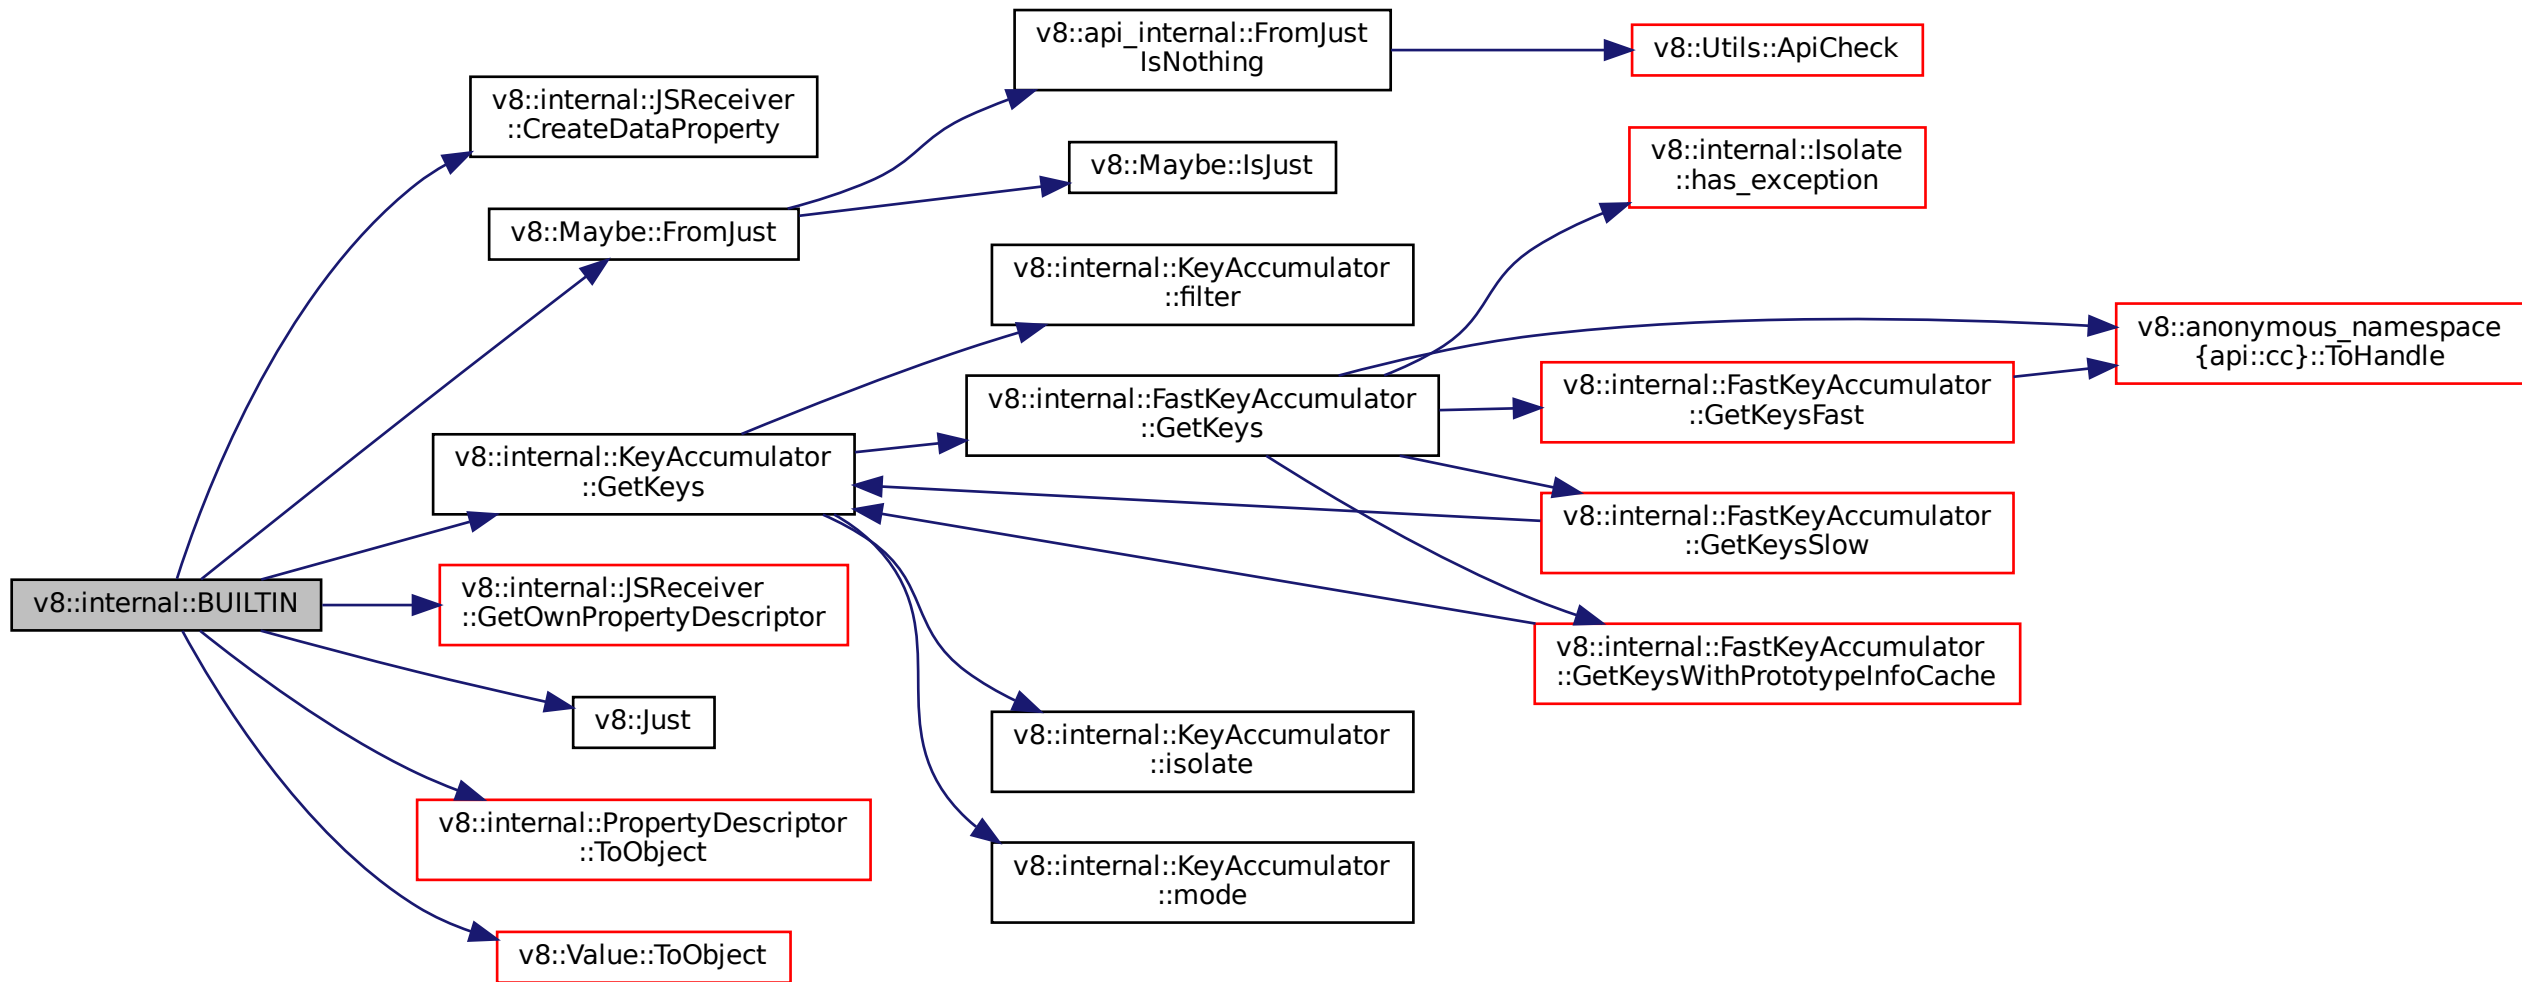 v8::internal::BUILTIN
v8::internal::JSReceiver
::CreateDataProperty
v8::Maybe::FromJust
v8::internal::KeyAccumulator
::GetKeys
v8::internal::JSReceiver
::GetOwnPropertyDescriptor
v8::Just
v8::internal::PropertyDescriptor
::ToObject
v8::Value::ToObject
v8::api_internal::FromJust
IsNothing
v8::Maybe::IsJust
v8::internal::KeyAccumulator
::filter
v8::internal::FastKeyAccumulator
::GetKeys
v8::internal::KeyAccumulator
::isolate
v8::internal::KeyAccumulator
::mode
v8::Utils::ApiCheck
v8::internal::Isolate
::has_exception
v8::internal::FastKeyAccumulator
::GetKeysFast
v8::internal::FastKeyAccumulator
::GetKeysSlow
v8::internal::FastKeyAccumulator
::GetKeysWithPrototypeInfoCache
v8::anonymous_namespace
{api::cc}::ToHandle